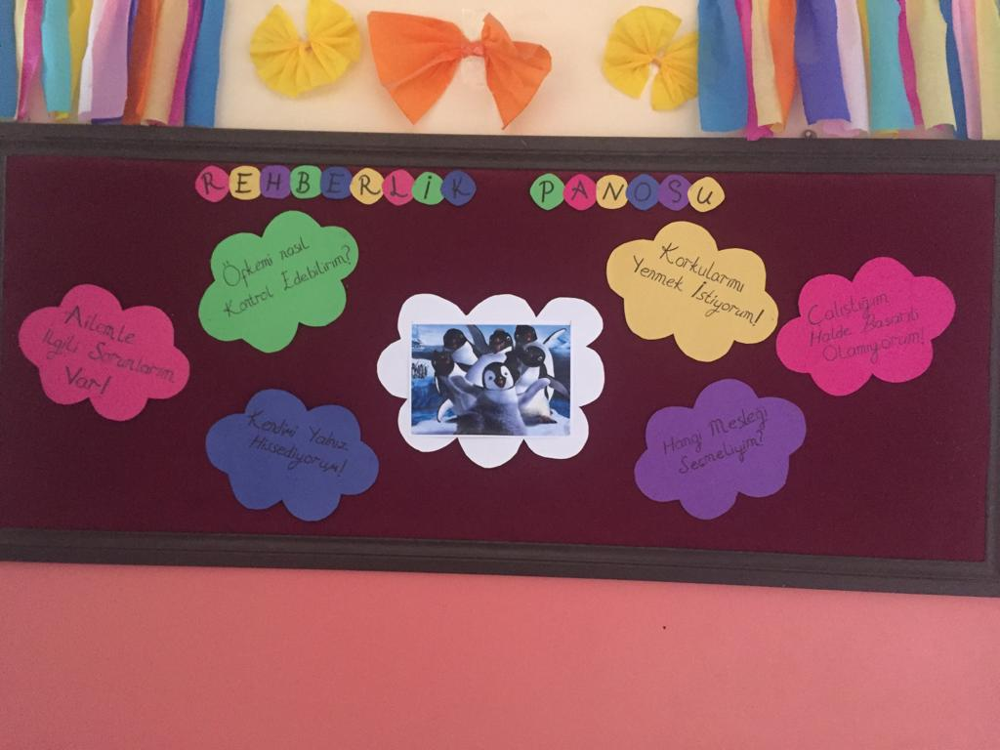 REHBERLİK PANOSU
Öfkemi nasıl
Kontrol Edebilirim?
Ailemle
İlgili Sorunlarım
Var!
Kendimi Yalnız
Hissediyorum!
Korkularımı
Yenmek İstiyorum!
Çalıştığım
Halde Başarılı
Olamıyorum!
Hangi Mesleği
Seçmeliyim?